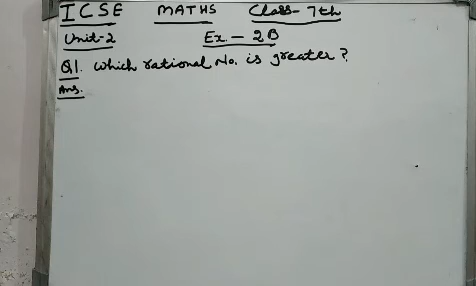 ICSE MATHS Class- 7th
Unit-2 Ex.- 2B
Q1. Which rational No. is greater?
Ans.